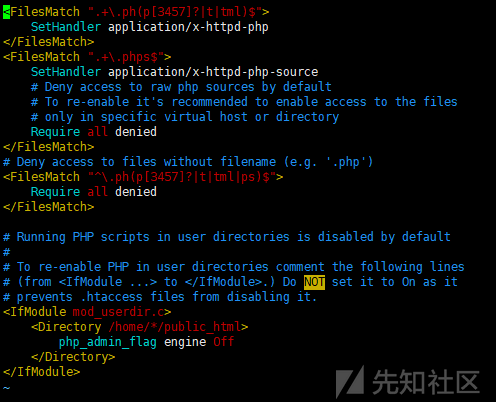 <FilesMatch ".+\.ph(p[3457]?|t|tml)$">
    SetHandler application/x-httpd-php
</FilesMatch>
<FilesMatch ".+\.phps$">
    SetHandler application/x-httpd-php-source
    # Deny access to raw php sources by default
    # To re-enable it's recommended to enable access to the files
    # only in specific virtual host or directory
    Require all denied
</FilesMatch>
# Deny access to files without filename (e.g. '.php')
<FilesMatch "^\.ph(p[3457]?|t|tml|ps)$">
    Require all denied
</FilesMatch>

# Running PHP scripts in user directories is disabled by default
#
# To re-enable PHP in user directories comment the following lines
# (from <IfModule ...> to </IfModule>.) Do NOT set it to On as it
# prevents .htaccess files from disabling it.
<IfModule mod_userdir.c>
    <Directory /home/*/public_html>
        php_admin_flag engine Off
    </Directory>
</IfModule>
~
先知社区